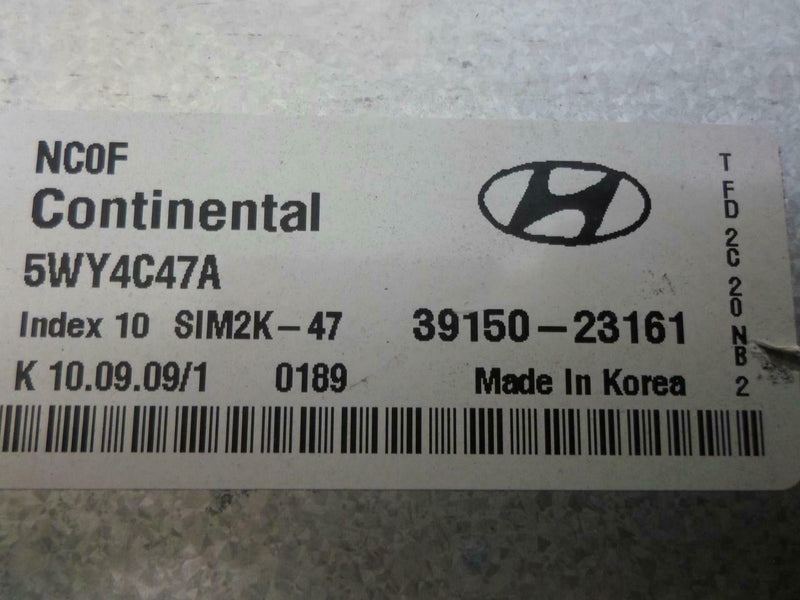 NC0F
Continental
5WY4C47A
Index 10 SIM2K-47 39150-23161
K 10.09.09/1 0189 Made In Korea
T FD 2C 20 NB 2